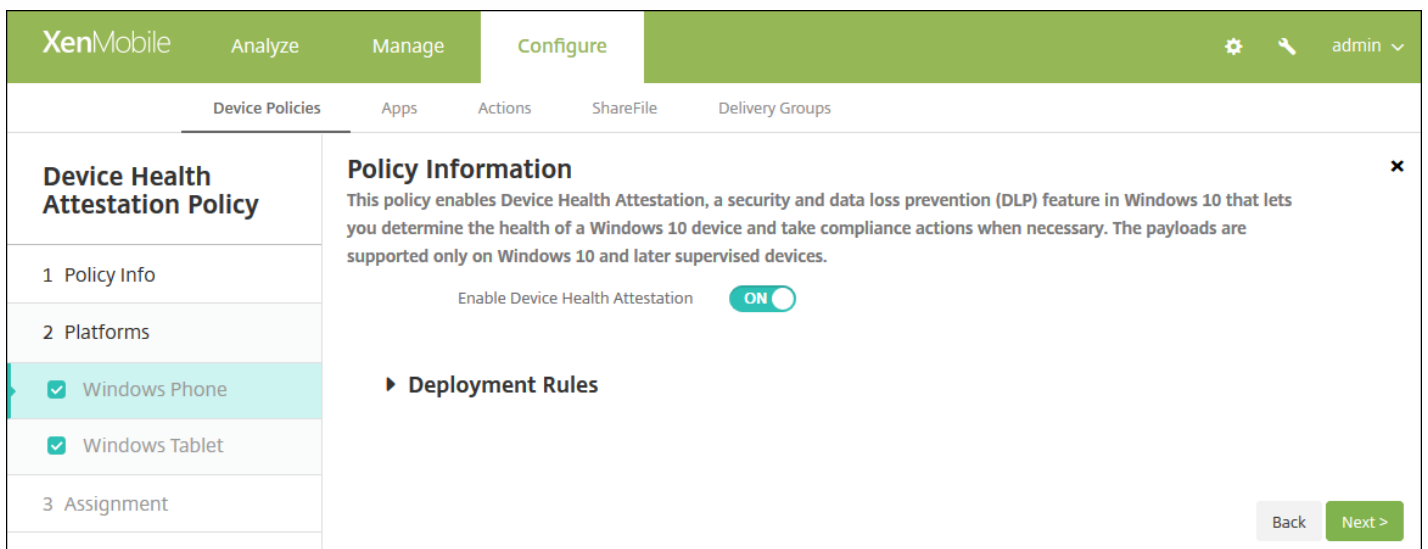 XenMobile Analyze Manage Configure admin
Device Policies Apps Actions ShareFile Delivery Groups
Device Health
Attestation Policy
1 Policy Info
2 Platforms
Windows Phone
Windows Tablet
3 Assignment
Policy Information
This policy enables Device Health Attestation, a security and data loss prevention (DLP) feature in Windows 10 that lets
you determine the health of a Windows 10 device and take compliance actions when necessary. The payloads are
supported only on Windows 10 and later supervised devices.
Enable Device Health Attestation ON
Deployment Rules
Back Next >